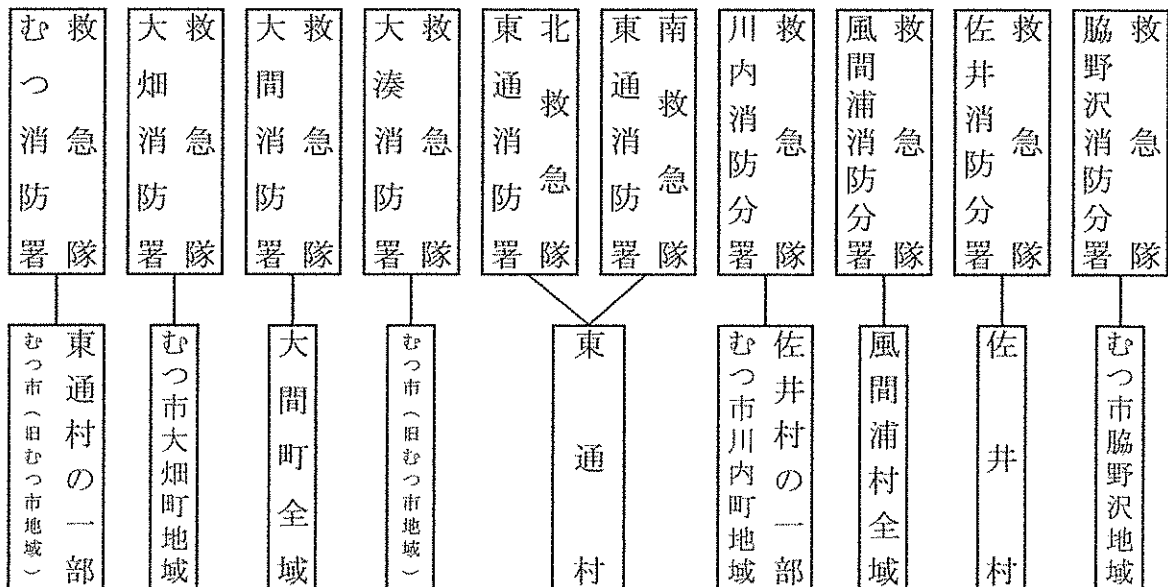 むつ消防署
救急隊
大畑消防署
救急隊
大間消防署
救急隊
大湊消防署
救急隊
東通消防署
北救急隊
東通消防署
南救急隊
川内消防分署
救急隊
風間浦消防分署
救急隊
佐井消防分署
救急隊
脇野沢消防分署
救急隊
むつ市（旧むつ市地域）
東通村の一部
むつ市大畑町地域
大間町全域
むつ市（旧むつ市地域）
東通村
むつ市川内町地域
佐井村の一部
風間浦村全域
佐井村
むつ市脇野沢地域